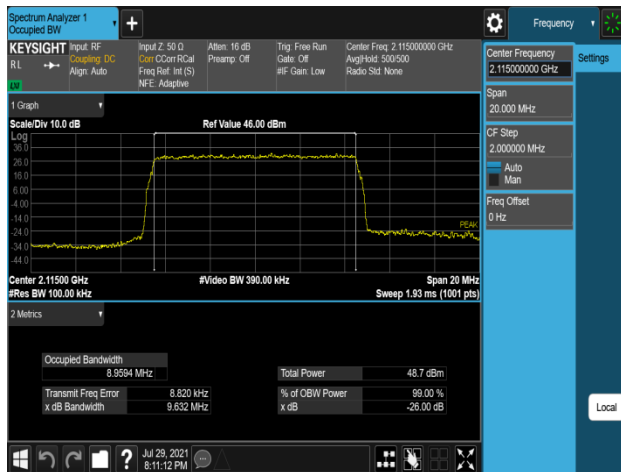 Spectrum Analyzer 1
Occupied BW
+
Frequency
KEYSIGHT
RL
Input: RF
Coupling: DC
Align: Auto
Input Z: 50 Ω
Corr CCorr RCal
Freq Ref: Int (S)
NFE: Adaptive
Atten: 16 dB
Preamp: Off
Trig: Free Run
Gate: Off
#IF Gain: Low
Center Freq: 2.115000000 GHz
Avg|Hold: 500/500
Radio Std: None
Center Frequency
2.115000000 GHz
Settings
Span
20.000 MHz
CF Step
2.000000 MHz
Auto
Man
Freq Offset
0 Hz
1 Graph
Scale/Div 10.0 dB
Ref Value 46.00 dBm
Log
36.0
26.0
16.0
6.00
-4.00
-14.0
-24.0
-34.0
-44.0
PEAK
Center 2.11500 GHz
#Video BW 390.00 kHz
Span 20 MHz
#Res BW 100.00 kHz
Sweep 1.93 ms (1001 pts)
2 Metrics
Occupied Bandwidth
8.9594 MHz
Total Power 48.7 dBm
Transmit Freq Error 8.820 kHz
% of OBW Power 99.00 %
x dB Bandwidth 9.632 MHz
x dB -26.00 dB
Local
?
Jul 29, 2021
8:11:12 PM